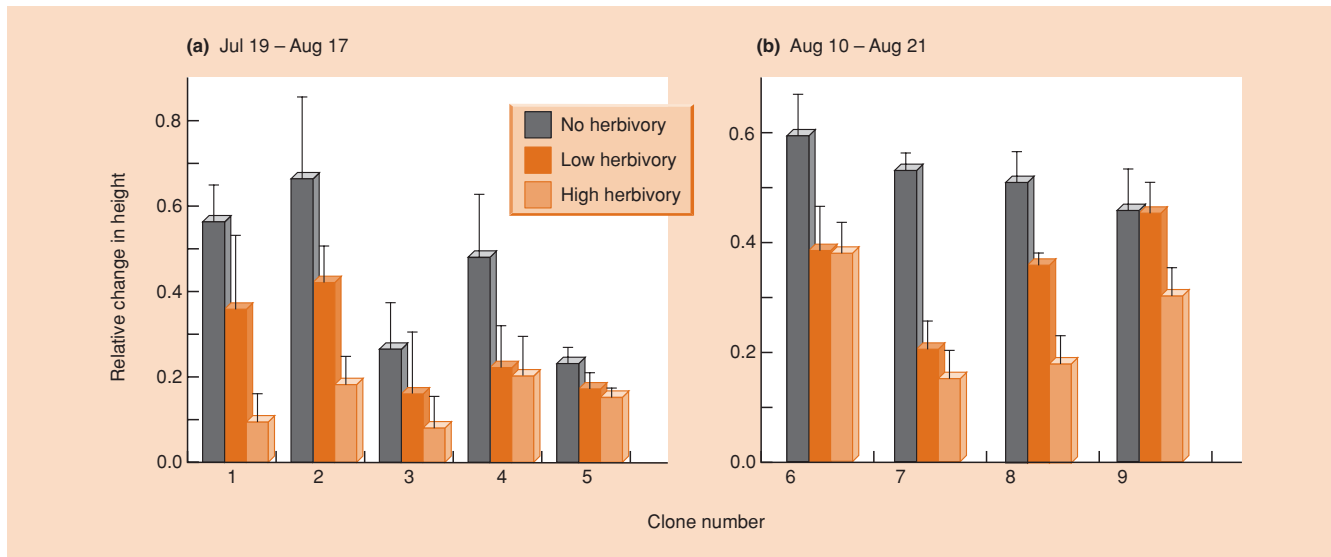 (a) Jul 19 – Aug 17
(b) Aug 10 – Aug 21
No herbivory
Low herbivory
High herbivory
Relative change in height
0.8
0.6
0.4
0.2
0.0
1 2 3 4 5
0.6
0.4
0.2
0.0
6 7 8 9
Clone number